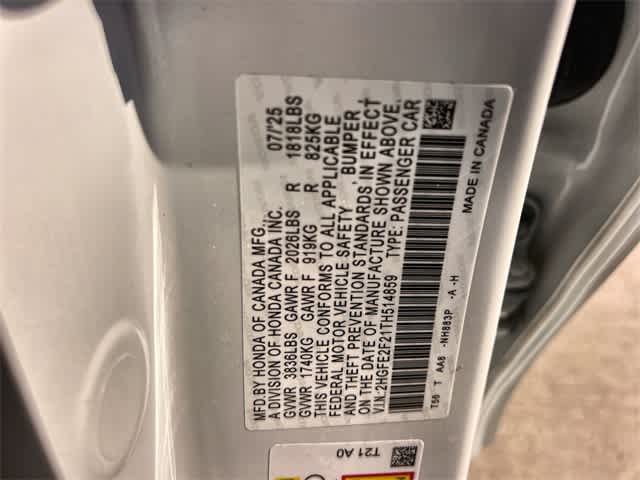 MFD.BY HONDA OF CANADA MFG. 07/'25
A DIVISION OF HONDA CANADA INC.
GVWR 3836LBS GAWR F 2026LBS R 1818LBS
GVWR 1740KG GAWR F 919KG R 825KG
THIS VEHICLE CONFORMS TO ALL APPLICABLE
FEDERAL MOTOR VEHICLE SAFETY , BUMPER ,
AND THEFT PREVENTION STANDARDS IN EFFECT
ON THE DATE OF MANUFACTURE SHOWN ABOVE.
V.I.N.:2HGFE2F21TH514859 TYPE: PASSENGER CAR
T50 T AA6 -NH883P -A -H
MADE IN CANADA
T21 A0